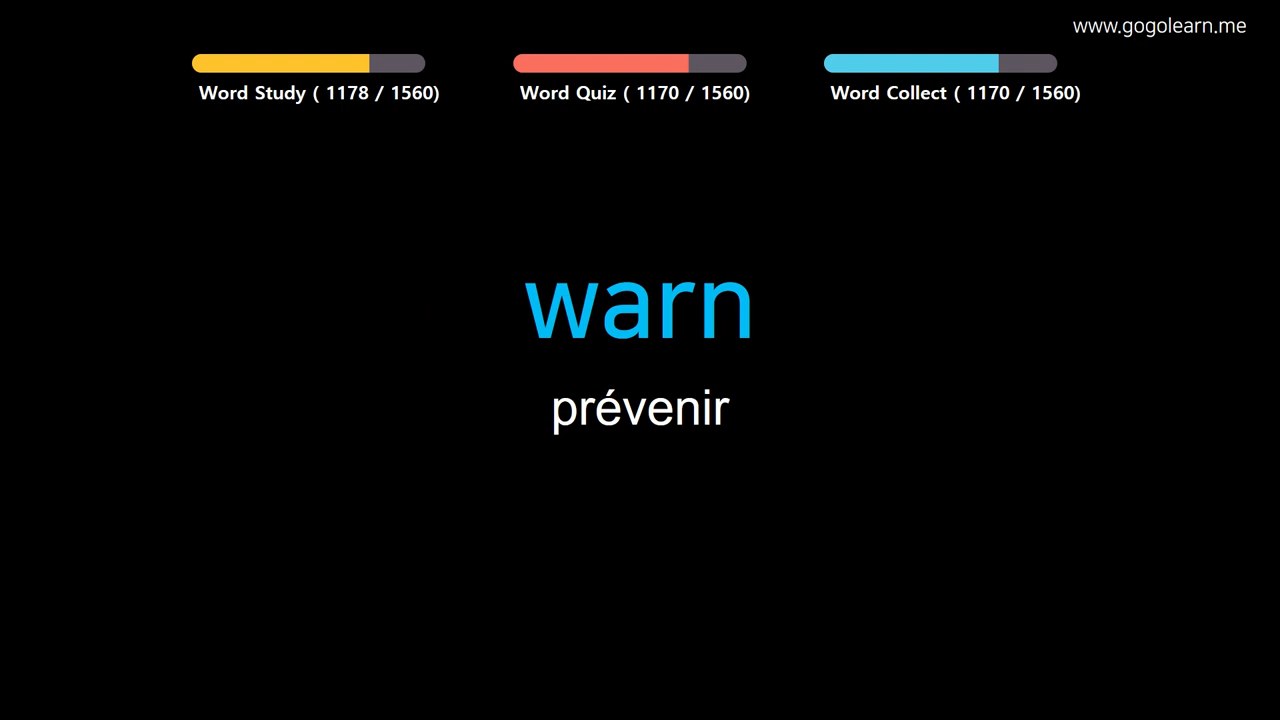 www.gogolearn.me
Word Study ( 1178 / 1560)
Word Quiz ( 1170 / 1560)
Word Collect ( 1170 / 1560)
warn
prévenir